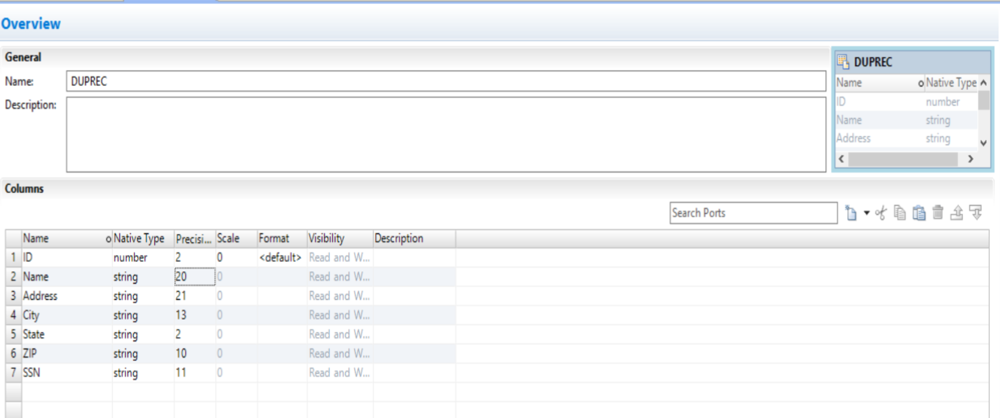 Overview
General
Name: DUPREC
Description:
DUPREC
Name o Native Type
ID number
Name string
Address string
Columns
Search Ports
Name o Native Type Precisi... Scale Format Visibility Description
1 ID number 2 0 <default> Read and W...
2 Name string 20 0 Read and W...
3 Address string 21 0 Read and W...
4 City string 13 0 Read and W...
5 State string 2 0 Read and W...
6 ZIP string 10 0 Read and W...
7 SSN string 11 0 Read and W...